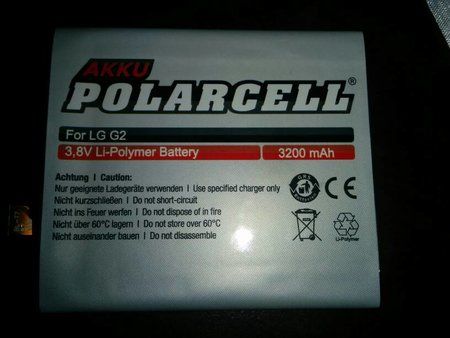 AKKU
POLARCELL®
For LG G2
3,8V Li-Polymer Battery 3200 mAh
Achtung | Caution:
Nur geeignete Ladegeräte verwenden | Use specified charger only
Nicht kurzschließen | Do not short-circuit
Nicht ins Feuer werfen | Do not dispose of in fire
Nicht über 60°C lagern | Do not store over 60°C
Nicht auseinander bauen | Do not disassemble
GRS
CE
Li-Polymer